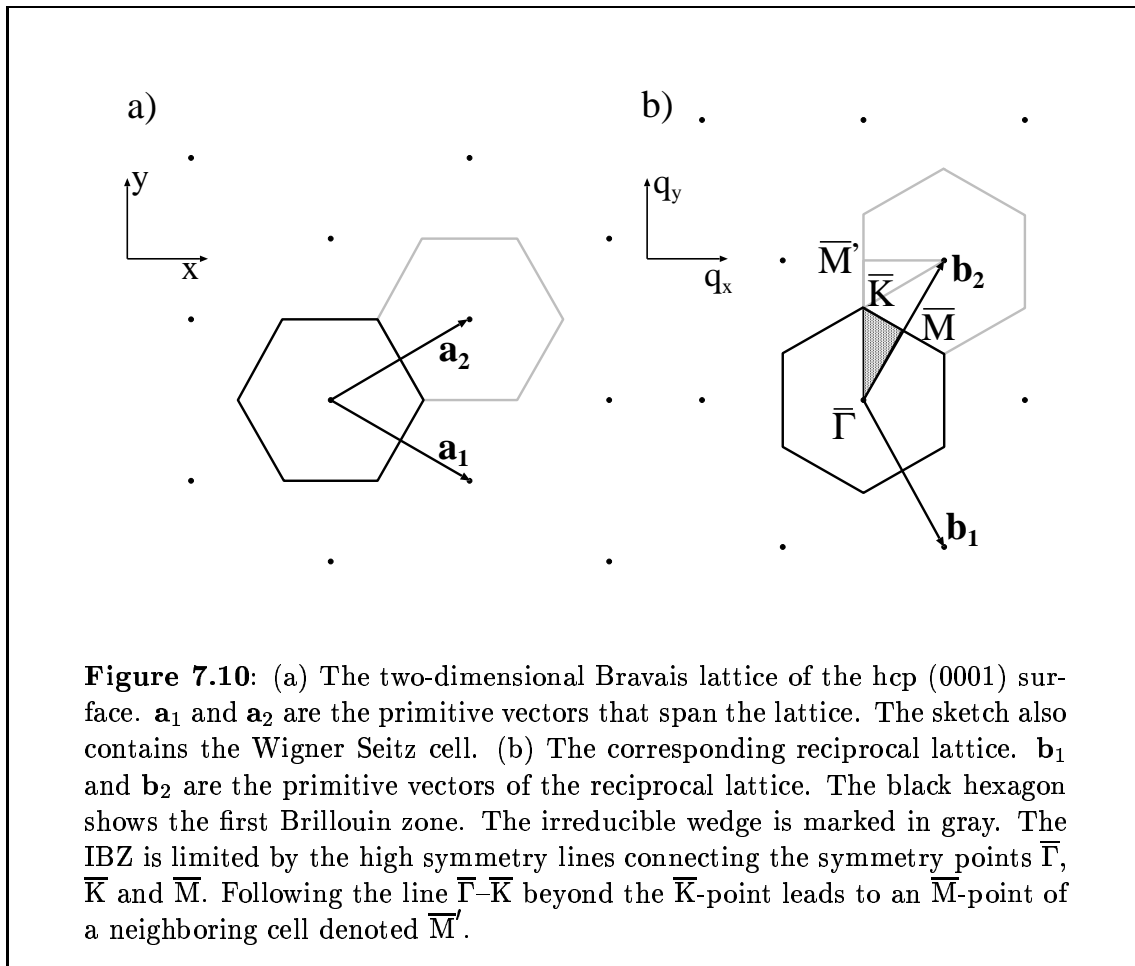 a)
y
x
a₂
a₁
b)
q_y
q_x
M̅'
K̅
b₂
M̅
Γ̅
b₁
Figure 7.10: (a) The two-dimensional Bravais lattice of the hcp (0001) sur-
face. a₁ and a₂ are the primitive vectors that span the lattice. The sketch also
contains the Wigner Seitz cell. (b) The corresponding reciprocal lattice. b₁
and b₂ are the primitive vectors of the reciprocal lattice. The black hexagon
shows the first Brillouin zone. The irreducible wedge is marked in gray. The
IBZ is limited by the high symmetry lines connecting the symmetry points Γ̅,
K̅ and M̅. Following the line Γ̅–K̅ beyond the K̅-point leads to an M̅-point of
a neighboring cell denoted M̅′.